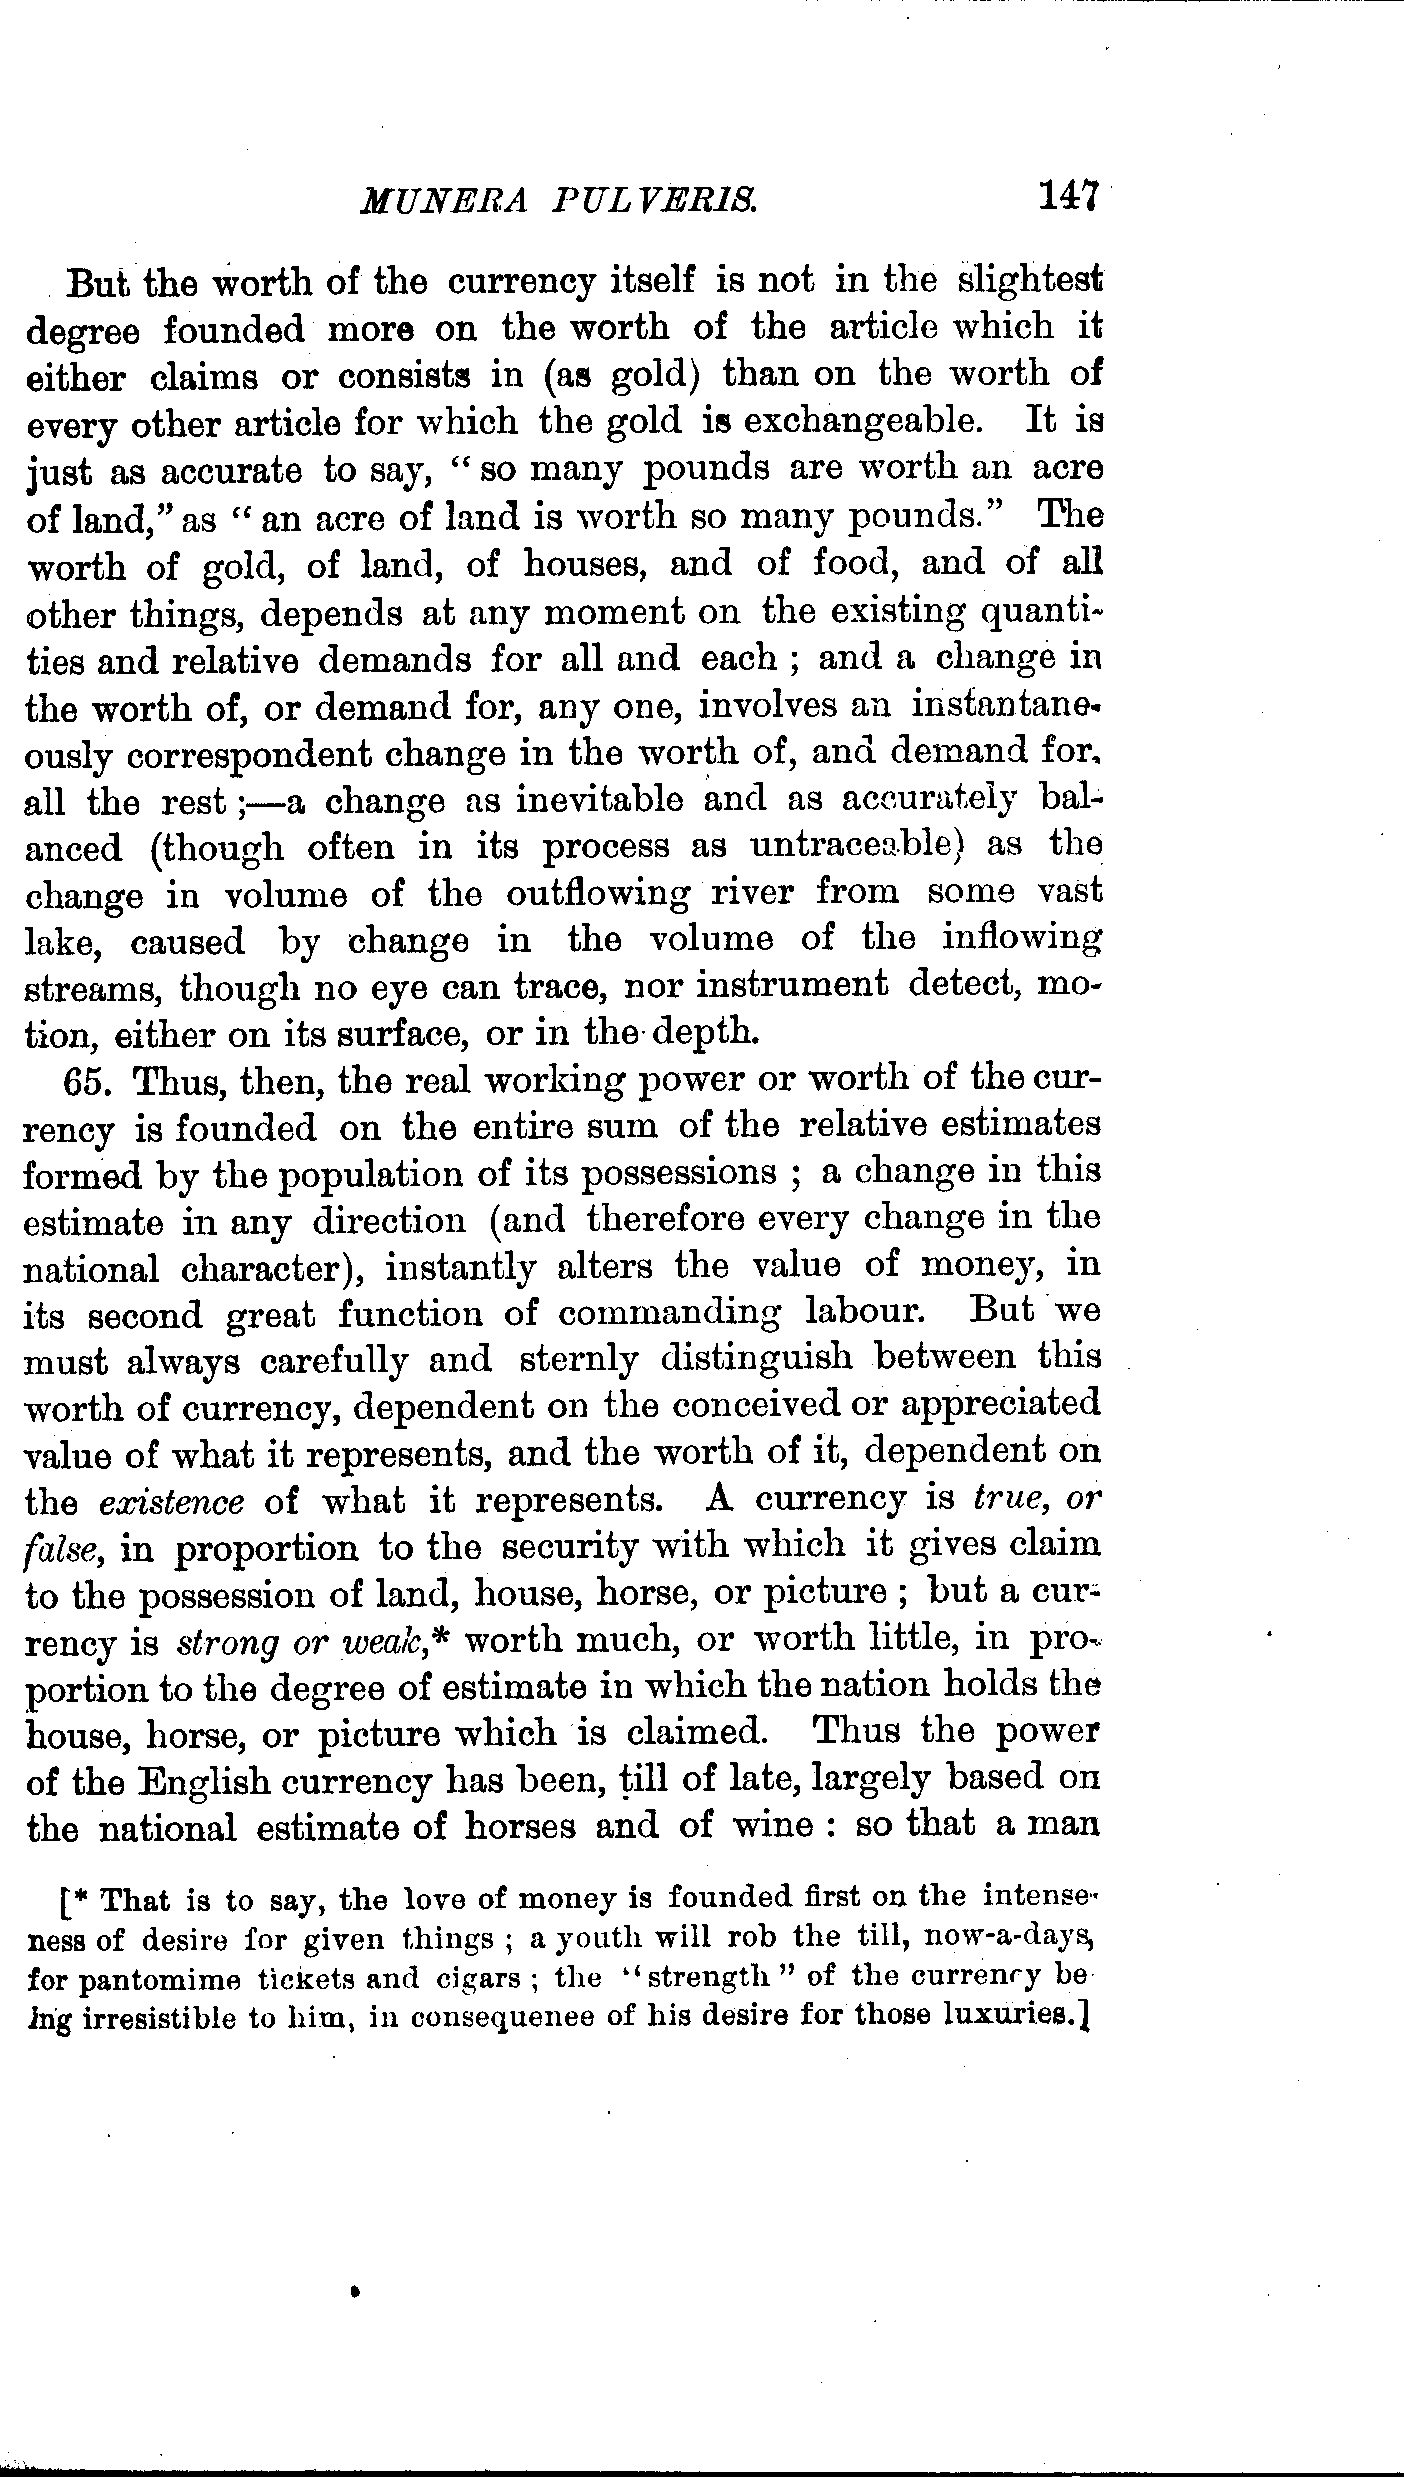 MUNERA PULVERIS. 147
But the worth of the currency itself is not in the slightest
degree founded more on the worth of the article which it
either claims or consists in (as gold) than on the worth of
every other article for which the gold is exchangeable. It is
just as accurate to say, “so many pounds are worth an acre
of land,” as “an acre of land is worth so many pounds.” The
worth of gold, of land, of houses, and of food, and of all
other things, depends at any moment on the existing quanti-
ties and relative demands for all and each ; and a change in
the worth of, or demand for, any one, involves an instantane-
ously correspondent change in the worth of, and demand for,
all the rest ;—a change as inevitable and as accurately bal-
anced (though often in its process as untraceable) as the
change in volume of the outflowing river from some vast
lake, caused by change in the volume of the inflowing
streams, though no eye can trace, nor instrument detect, mo-
tion, either on its surface, or in the depth.
65. Thus, then, the real working power or worth of the cur-
rency is founded on the entire sum of the relative estimates
formed by the population of its possessions ; a change in this
estimate in any direction (and therefore every change in the
national character), instantly alters the value of money, in
its second great function of commanding labour. But we
must always carefully and sternly distinguish between this
worth of currency, dependent on the conceived or appreciated
value of what it represents, and the worth of it, dependent on
the existence of what it represents. A currency is true, or
false, in proportion to the security with which it gives claim
to the possession of land, house, horse, or picture ; but a cur-
rency is strong or weak,* worth much, or worth little, in pro-
portion to the degree of estimate in which the nation holds the
house, horse, or picture which is claimed. Thus the power
of the English currency has been, till of late, largely based on
the national estimate of horses and of wine : so that a man
[* That is to say, the love of money is founded first on the intense-
ness of desire for given things ; a youth will rob the till, now-a-days,
for pantomime tickets and cigars ; the “strength” of the currency be-
ing irresistible to him, in consequenee of his desire for those luxuries.]